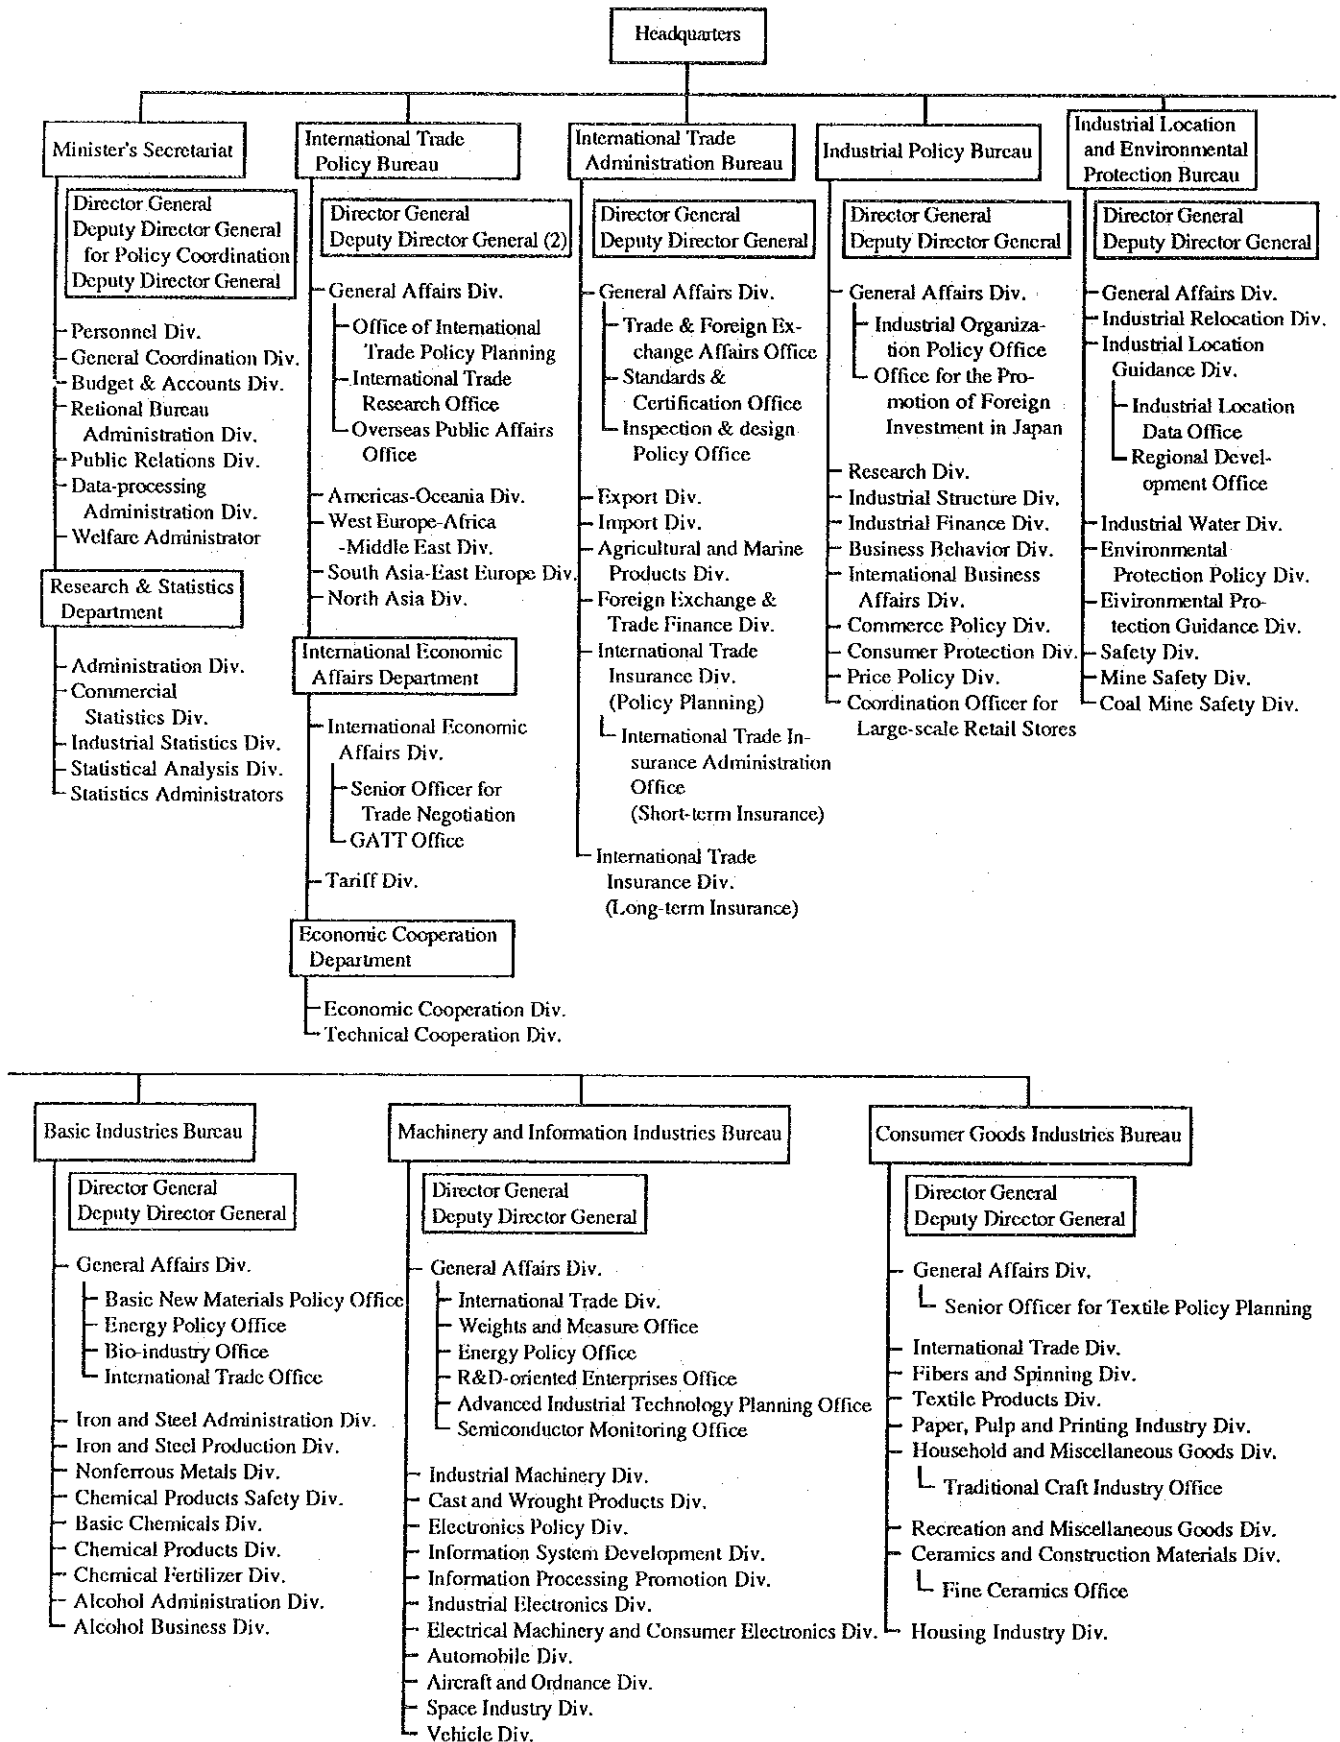 Headquarters
Minister's Secretariat
Director General
Deputy Director General
for Policy Coordination
Deputy Director General
Personnel Div.
General Coordination Div.
Budget & Accounts Div.
Retional Bureau
Administration Div.
Public Relations Div.
Data-processing
Administration Div.
Welfare Administrator
Research & Statistics
Department
Administration Div.
Commercial
Statistics Div.
Industrial Statistics Div.
Statistical Analysis Div.
Statistics Administrators
International Trade
Policy Bureau
Director General
Deputy Director General (2)
General Affairs Div.
Office of International
Trade Policy Planning
International Trade
Research Office
Overseas Public Affairs
Office
Americas-Oceania Div.
West Europe-Africa
-Middle East Div.
South Asia-East Europe Div.
North Asia Div.
International Economic
Affairs Department
International Economic
Affairs Div.
Senior Officer for
Trade Negotiation
GATT Office
Tariff Div.
Economic Cooperation
Department
Economic Cooperation Div.
Technical Cooperation Div.
International Trade
Administration Bureau
Director General
Deputy Director General
General Affairs Div.
Trade & Foreign Ex-
change Affairs Office
Standards &
Certification Office
Inspection & design
Policy Office
Export Div.
Import Div.
Agricultural and Marine
Products Div.
Foreign Exchange &
Trade Finance Div.
International Trade
Insurance Div.
(Policy Planning)
International Trade In-
surance Administration
Office
(Short-term Insurance)
International Trade
Insurance Div.
(Long-term Insurance)
Industrial Policy Bureau
Director General
Deputy Director General
General Affairs Div.
Industrial Organiza-
tion Policy Office
Office for the Pro-
motion of Foreign
Investment in Japan
Research Div.
Industrial Structure Div.
Industrial Finance Div.
Business Behavior Div.
International Business
Affairs Div.
Commerce Policy Div.
Consumer Protection Div.
Price Policy Div.
Coordination Officer for
Large-scale Retail Stores
Industrial Location
and Environmental
Protection Bureau
Director General
Deputy Director General
General Affairs Div.
Industrial Relocation Div.
Industrial Location
Guidance Div.
Industrial Location
Data Office
Regional Devel-
opment Office
Industrial Water Div.
Environmental
Protection Policy Div.
Eivironmental Pro-
tection Guidance Div.
Safety Div.
Mine Safety Div.
Coal Mine Safety Div.
Basic Industries Bureau
Director General
Deputy Director General
General Affairs Div.
Basic New Materials Policy Office
Energy Policy Office
Bio-industry Office
International Trade Office
Iron and Steel Administration Div.
Iron and Steel Production Div.
Nonferrous Metals Div.
Chemical Products Safety Div.
Basic Chemicals Div.
Chemical Products Div.
Chemical Fertilizer Div.
Alcohol Administration Div.
Alcohol Business Div.
Machinery and Information Industries Bureau
Director General
Deputy Director General
General Affairs Div.
International Trade Div.
Weights and Measure Office
Energy Policy Office
R&D-oriented Enterprises Office
Advanced Industrial Technology Planning Office
Semiconductor Monitoring Office
Industrial Machinery Div.
Cast and Wrought Products Div.
Electronics Policy Div.
Information System Development Div.
Information Processing Promotion Div.
Industrial Electronics Div.
Electrical Machinery and Consumer Electronics Div.
Automobile Div.
Aircraft and Ordnance Div.
Space Industry Div.
Vehicle Div.
Consumer Goods Industries Bureau
Director General
Deputy Director General
General Affairs Div.
Senior Officer for Textile Policy Planning
International Trade Div.
Fibers and Spinning Div.
Textile Products Div.
Paper, Pulp and Printing Industry Div.
Household and Miscellaneous Goods Div.
Traditional Craft Industry Office
Recreation and Miscellaneous Goods Div.
Ceramics and Construction Materials Div.
Fine Ceramics Office
Housing Industry Div.